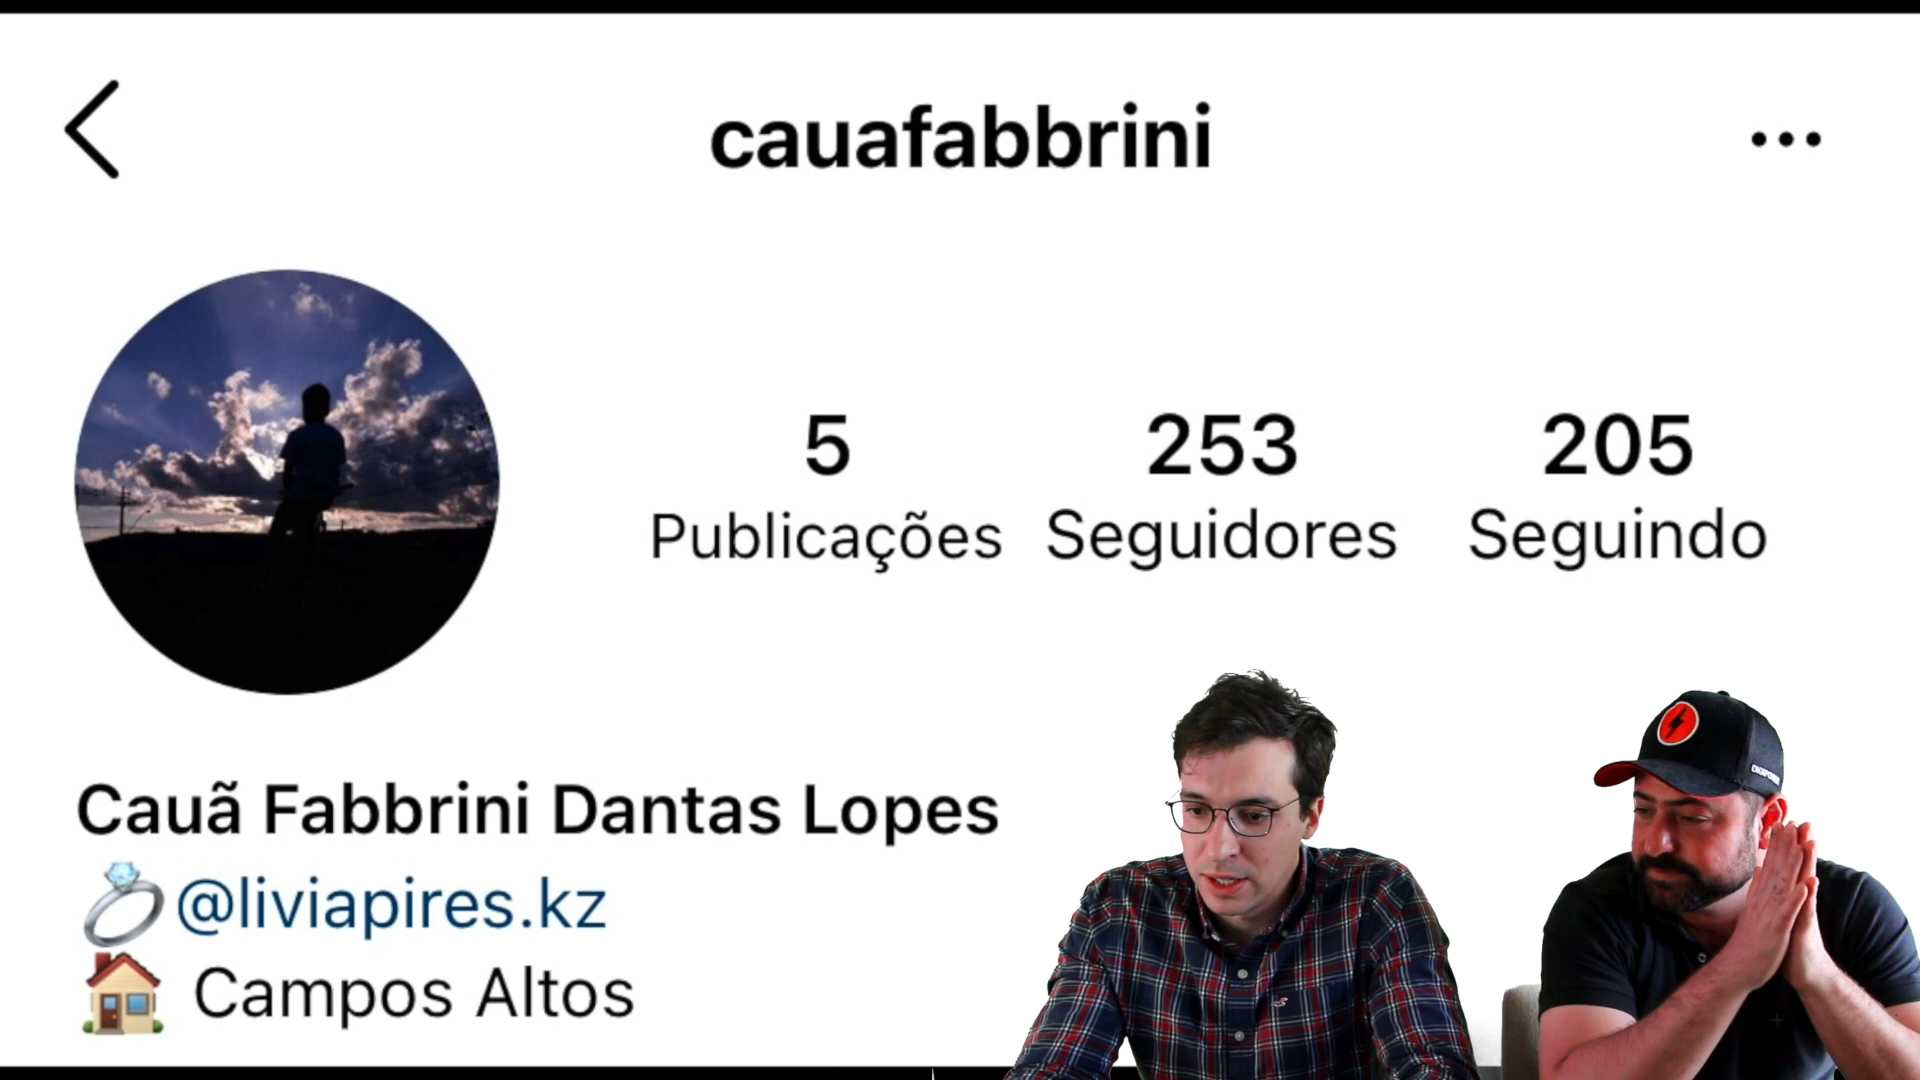 cauafabbrini
5 253 205
Publicações Seguidores Seguindo
Cauã Fabbrini Dantas Lopes
@liviapires.kz
Campos Altos